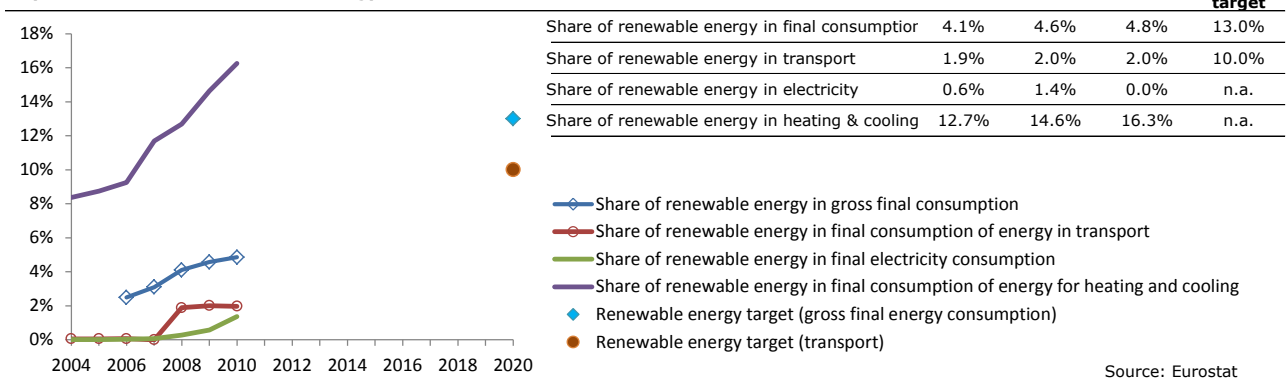 target
Share of renewable energy in final consumption 4.1% 4.6% 4.8% 13.0%
Share of renewable energy in transport 1.9% 2.0% 2.0% 10.0%
Share of renewable energy in electricity 0.6% 1.4% 0.0% n.a.
Share of renewable energy in heating & cooling 12.7% 14.6% 16.3% n.a.
18%
16%
14%
12%
10%
8%
6%
4%
2%
0%
2004 2006 2008 2010 2012 2014 2016 2018 2020
Share of renewable energy in gross final consumption
Share of renewable energy in final consumption of energy in transport
Share of renewable energy in final electricity consumption
Share of renewable energy in final consumption of energy for heating and cooling
Renewable energy target (gross final energy consumption)
Renewable energy target (transport)
Source: Eurostat